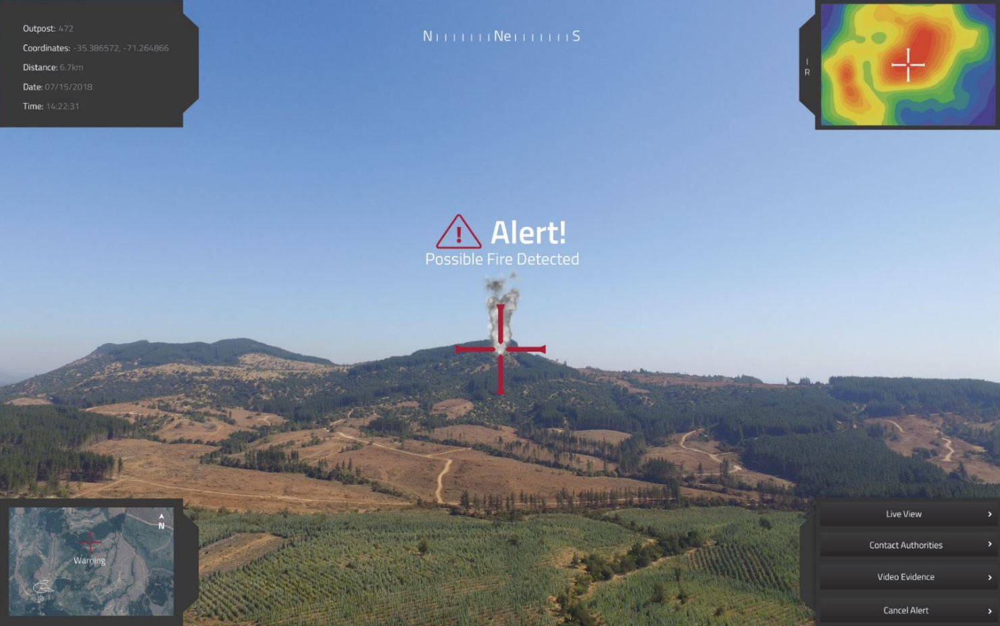 Outpost: 472
Coordinates: -35.386572, -71.264866
Distance: 6.7km
Date: 07/15/2018
Time: 14:22:31
N Ne S
I
R
! Alert!
Possible Fire Detected
N
Warning
Live View
Contact Authorities
Video Evidence
Cancel Alert